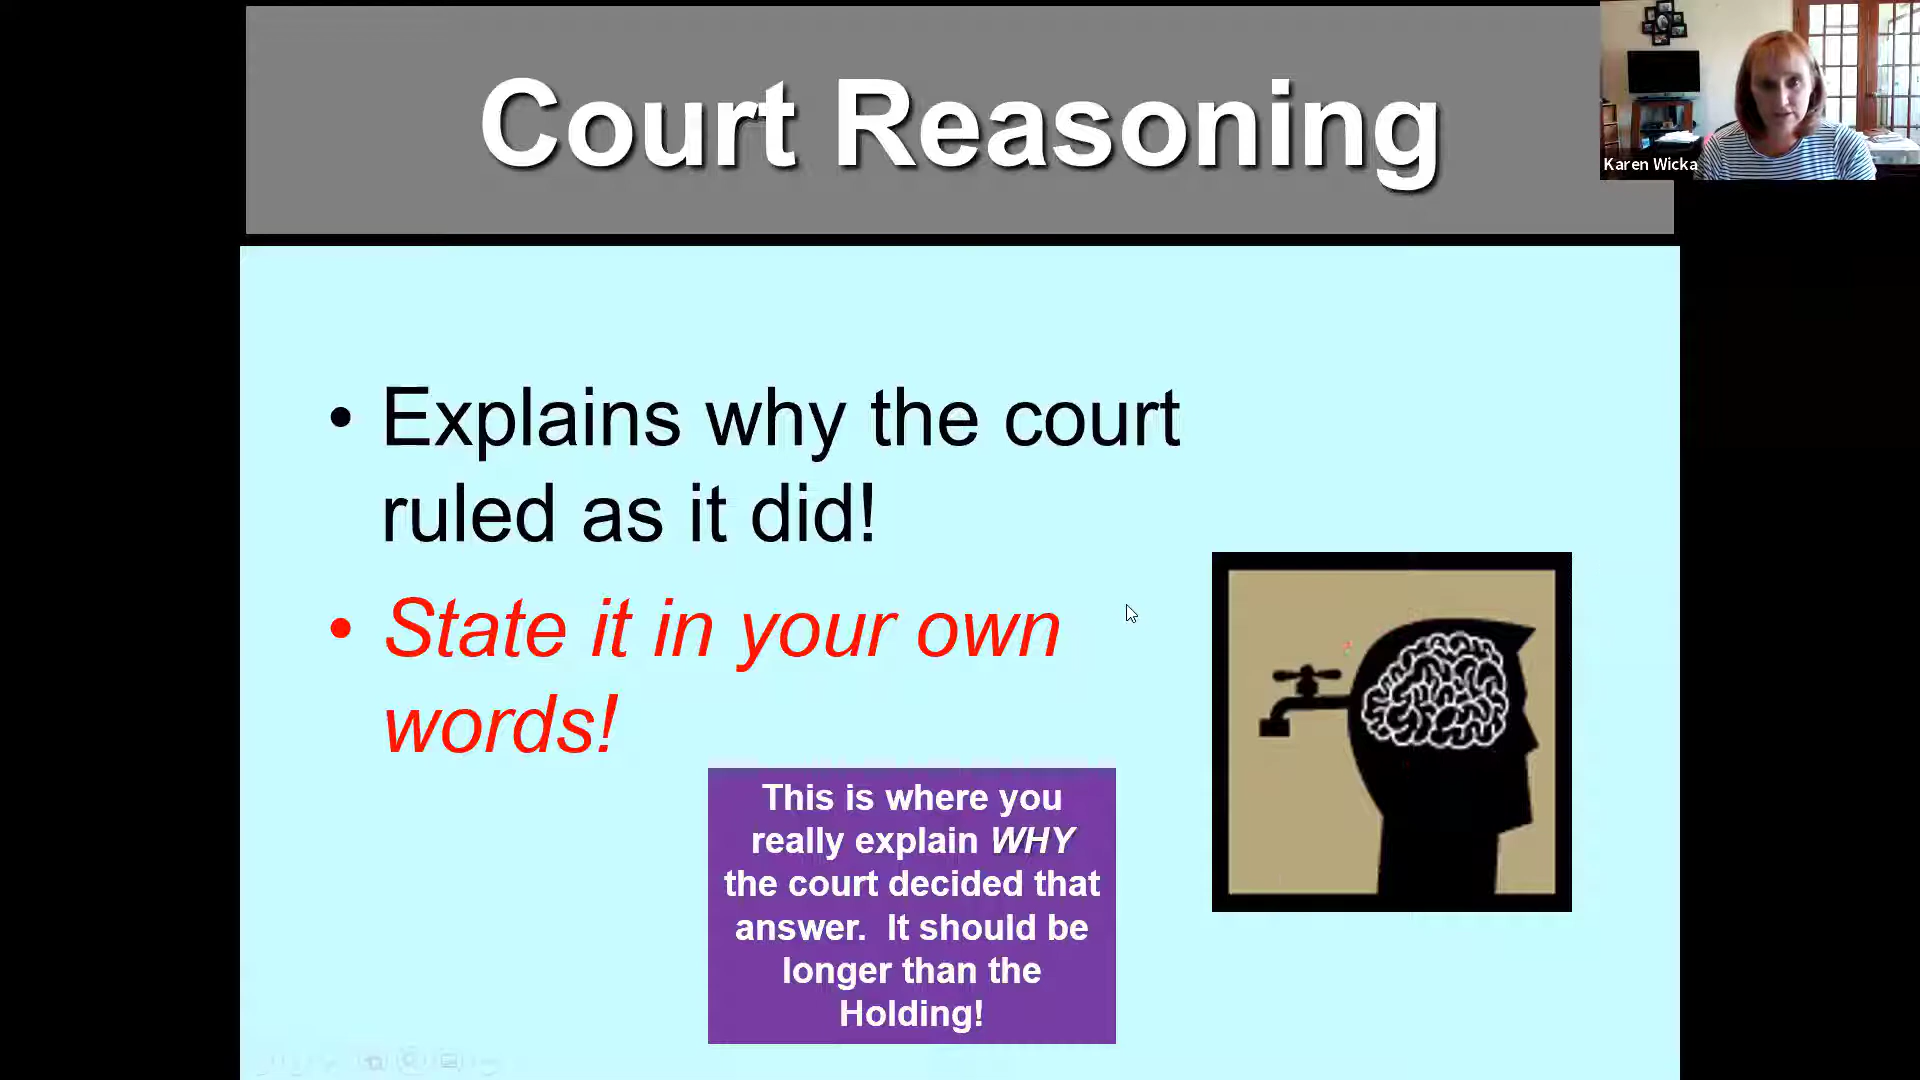 Court Reasoning
Karen Wicka
• Explains why the court
ruled as it did!
• State it in your own
words!
This is where you
really explain WHY
the court decided that
answer. It should be
longer than the
Holding!